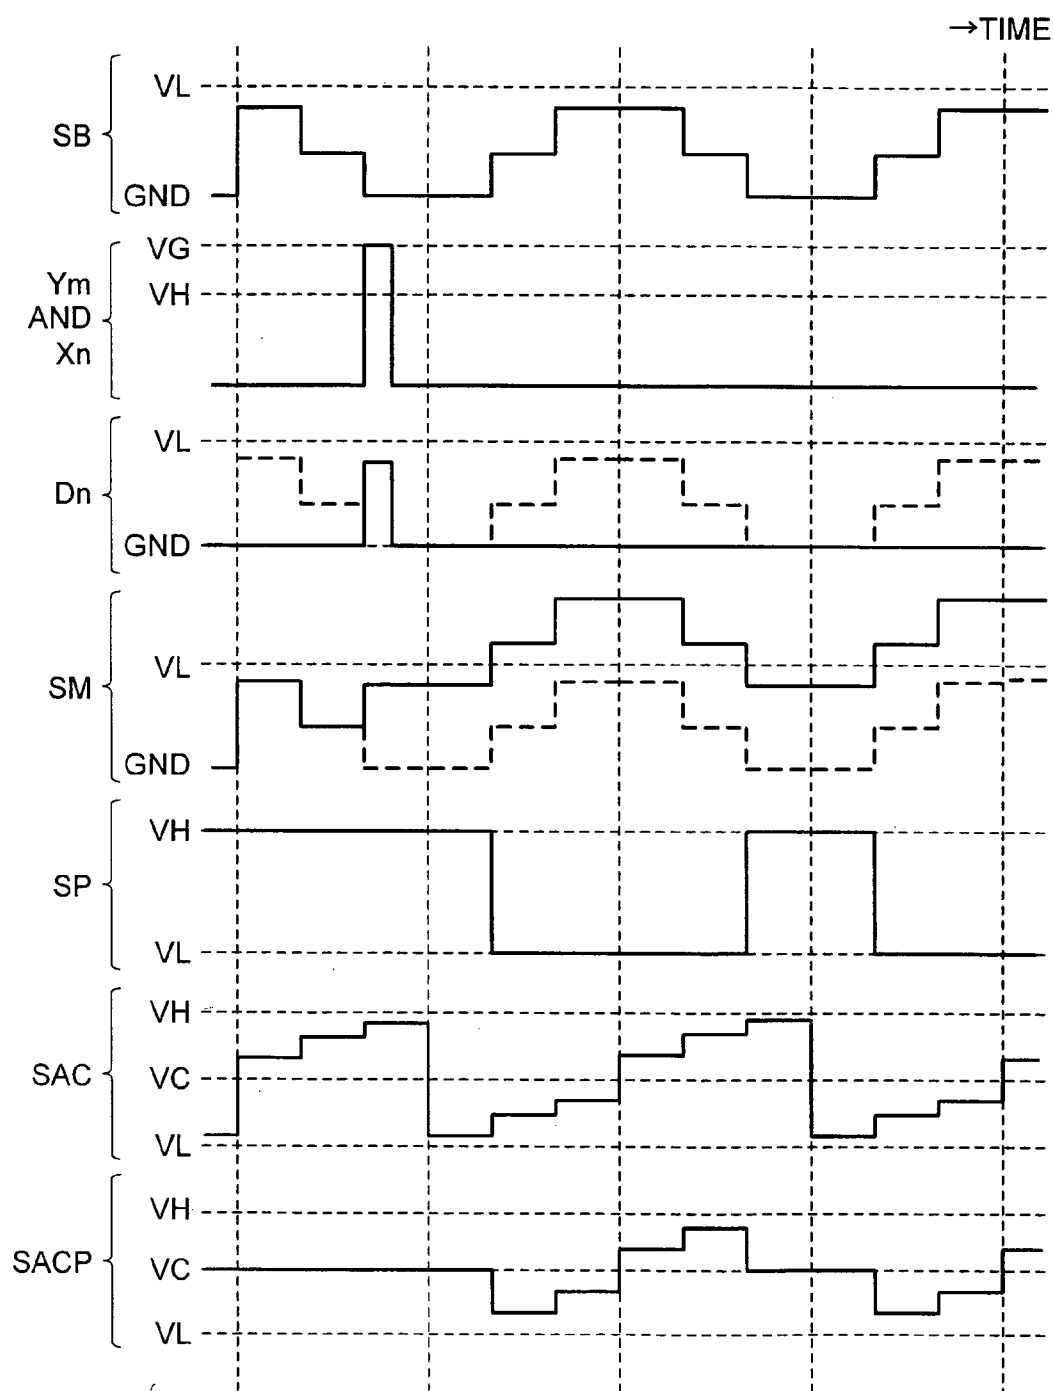 →TIME
VL
SB
GND
VG
Ym
AND
Xn
VH
VL
Dn
GND
VL
SM
GND
VH
SP
VL
VH
SAC
VC
VL
VH
SACP
VC
VL